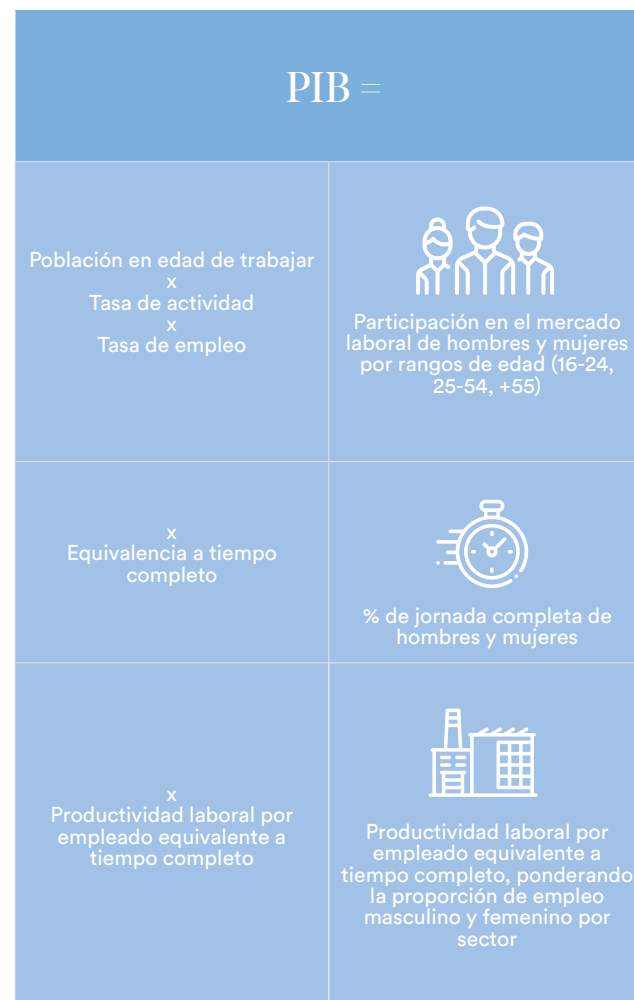 PIB =
Población en edad de trabajar
x
Tasa de actividad
x
Tasa de empleo
Participación en el mercado
laboral de hombres y mujeres
por rangos de edad (16-24,
25-54, +55)
x
Equivalencia a tiempo
completo
% de jornada completa de
hombres y mujeres
x
Productividad laboral por
empleado equivalente a
tiempo completo
Productividad laboral por
empleado equivalente a
tiempo completo, ponderando
la proporción de empleo
masculino y femenino por
sector